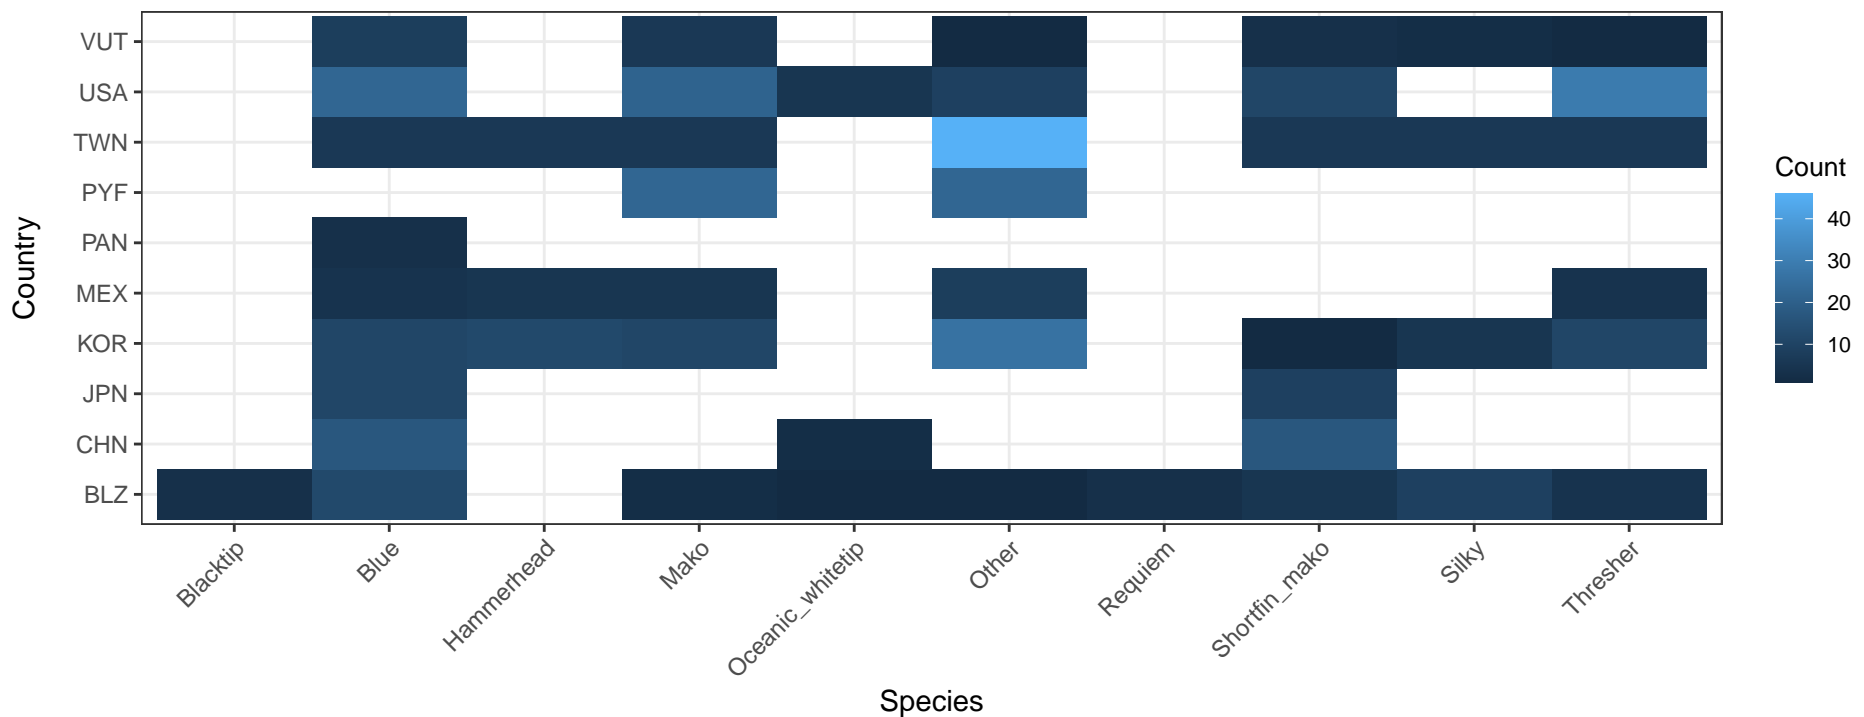 VUT
USA
TWN
PYF
PAN
MEX
KOR
JPN
CHN
BLZ
Country
Blacktip
Blue
Hammerhead
Mako
Oceanic_whitetip
Other
Requiem
Shortfin_mako
Silky
Thresher
Species
Count
40
30
20
10